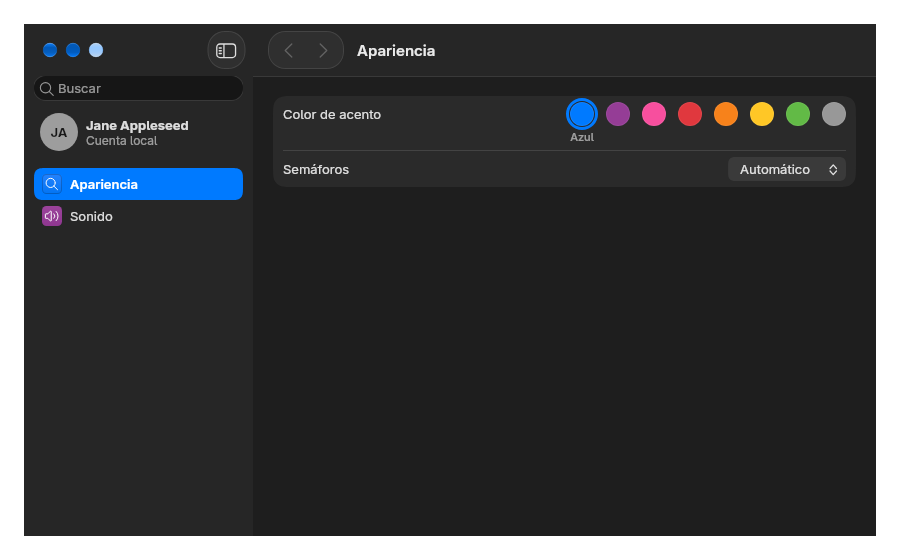 Apariencia
Buscar
JA
Jane Appleseed
Cuenta local
Apariencia
Sonido
Color de acento
Azul
Semáforos
Automático